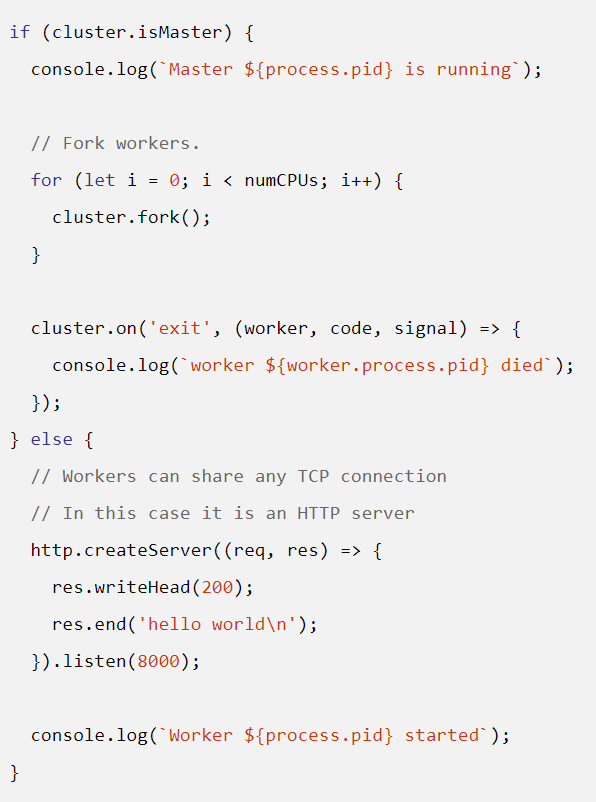 if (cluster.isMaster) {
  console.log(`Master ${process.pid} is running`);

  // Fork workers.
  for (let i = 0; i < numCPUs; i++) {
    cluster.fork();
  }

  cluster.on('exit', (worker, code, signal) => {
    console.log(`worker ${worker.process.pid} died`);
  });
} else {
  // Workers can share any TCP connection
  // In this case it is an HTTP server
  http.createServer((req, res) => {
    res.writeHead(200);
    res.end('hello world\n');
  }).listen(8000);

  console.log(`Worker ${process.pid} started`);
}